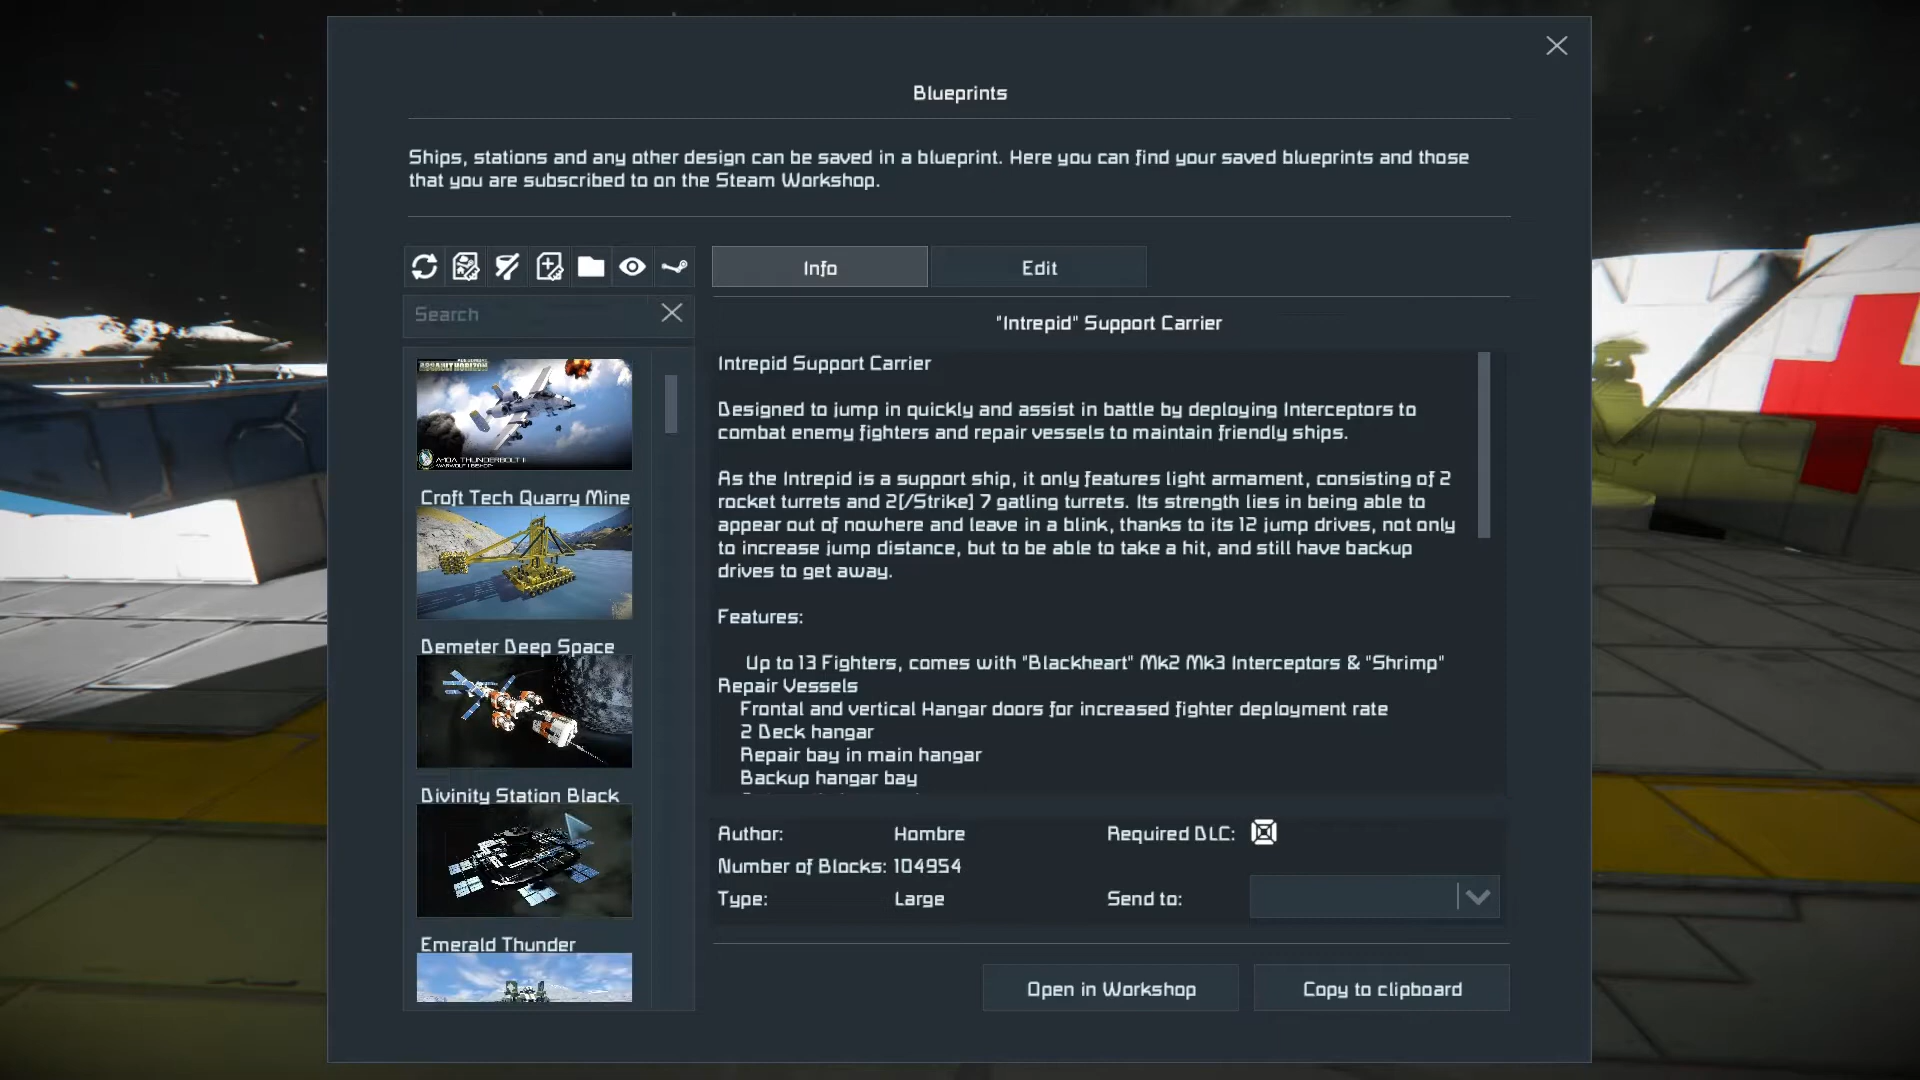 Blueprints
Ships, stations and any other design can be saved in a blueprint. Here you can find your saved blueprints and those
that you are subscribed to on the Steam Workshop.
Info
Edit
Search
"Intrepid" Support Carrier
ASSAULT HORIZON
A-10A THUNDERBOLT II
Croft Tech Quarry Mine
Demeter Deep Space
Divinity Station Black
Emerald Thunder
Intrepid Support Carrier
Designed to jump in quickly and assist in battle by deploying Interceptors to
combat enemy fighters and repair vessels to maintain friendly ships.
As the Intrepid is a support ship, it only features light armament, consisting of 2
rocket turrets and 2[/Strike] 7 gatling turrets. Its strength lies in being able to
appear out of nowhere and leave in a blink, thanks to its 12 jump drives, not only
to increase jump distance, but to be able to take a hit, and still have backup
drives to get away.
Features:
Up to 13 Fighters, comes with "Blackheart" Mk2 Mk3 Interceptors & "Shrimp"
Repair Vessels
Frontal and vertical Hangar doors for increased fighter deployment rate
2 Deck hangar
Repair bay in main hangar
Backup hangar bay
Author: Hombre
Required DLC:
Number of Blocks: 104954
Type: Large
Send to:
Open in Workshop
Copy to clipboard